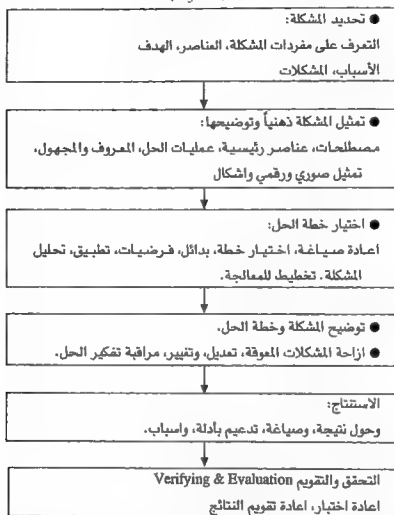 ● تحديد المشكلة:
التعرف على مفردات المشكلة، العناصر، الهدف
الأسباب، المشكلات
● تمثيل المشكلة ذهنياً وتوضيحها:
مصطلحات، عناصر رئيسية، عمليات الحل، المعروف والمجهول،
تمثل صوري ورقمي واشكال
● اختيار خطة الحل:
اعادة صياغة، اختيار خطة، بدائل، فرضيات، تطبيق، تحليل
المشكلة. تخطيط للمعالجة.
● توضيح المشكلة وخطة الحل.
● ازاحة المشكلات المعوقة، تعديل، وتغيير، مراقبة تفكير الحل.
الاستنتاج:
وحول نتيجة، وصياغة، تدعيم بأدلة، واسباب.
التحقق والتقويم Verifying & Evaluation
اعادة اختبار، اعادة تقويم النتائج